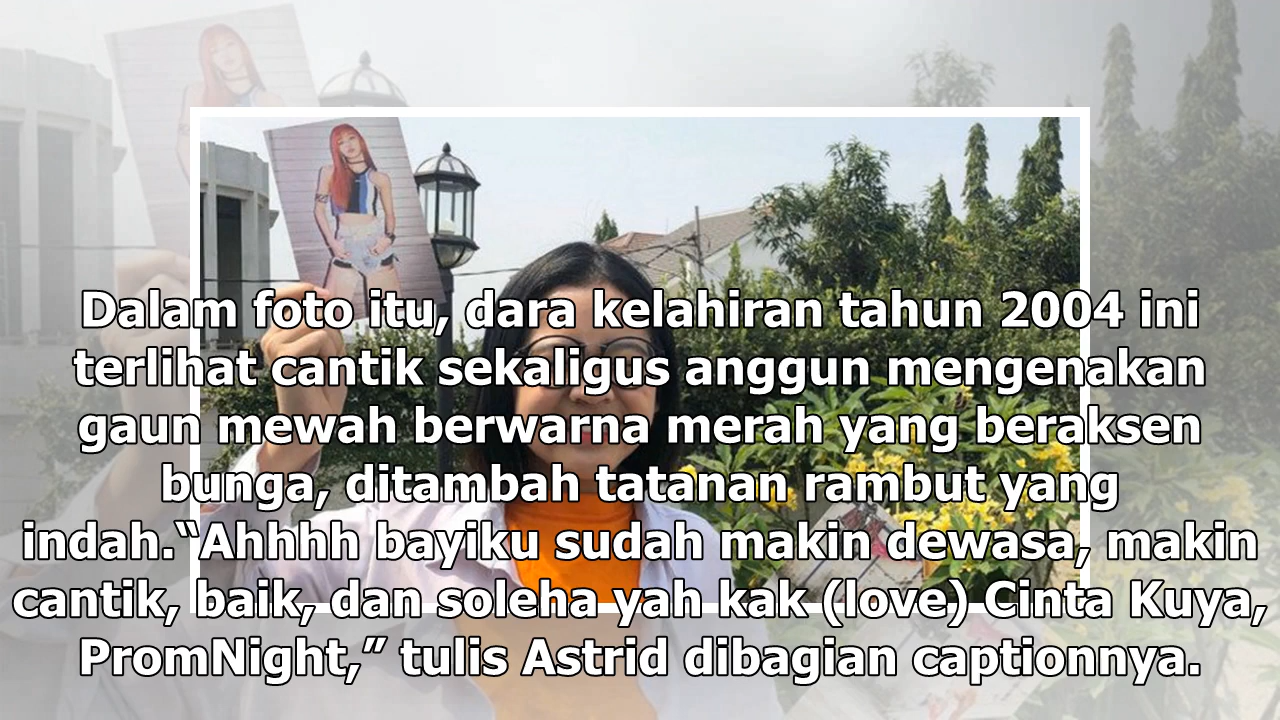 Dalam foto itu, dara kelahiran tahun 2004 ini
terlihat cantik sekaligus anggun mengenakan
gaun mewah berwarna merah yang beraksen
bunga, ditambah tatanan rambut yang
indah.“Ahhhh bayiku sudah makin dewasa, makin
cantik, baik, dan soleha yah kak (love) Cinta Kuya,
PromNight,” tulis Astrid dibagian captionnya.